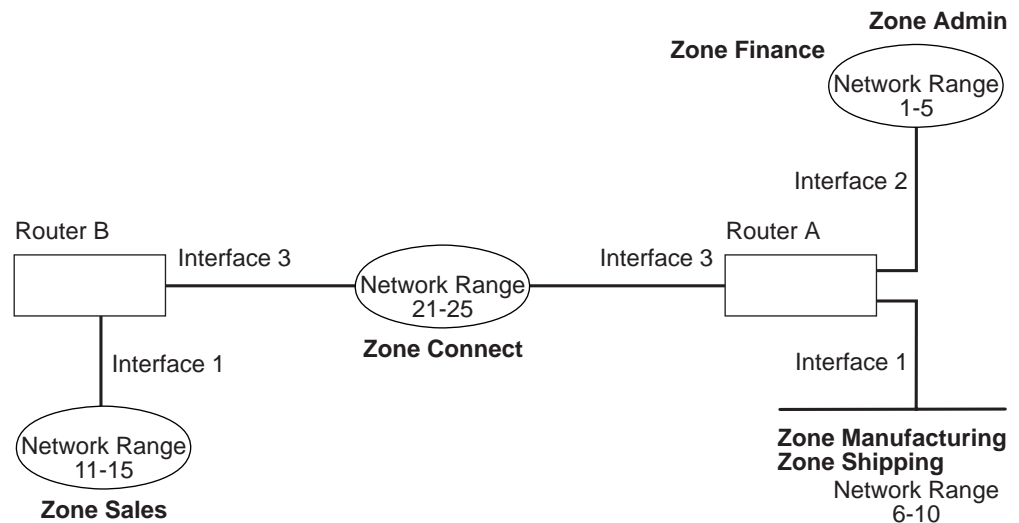 Zone Admin
Zone Finance
Network Range
1-5
Interface 2
Router B
Router A
Interface 3
Network Range
21-25
Interface 3
Zone Connect
Interface 1
Interface 1
Network Range
11-15
Zone Sales
Zone Manufacturing
Zone Shipping
Network Range
6-10